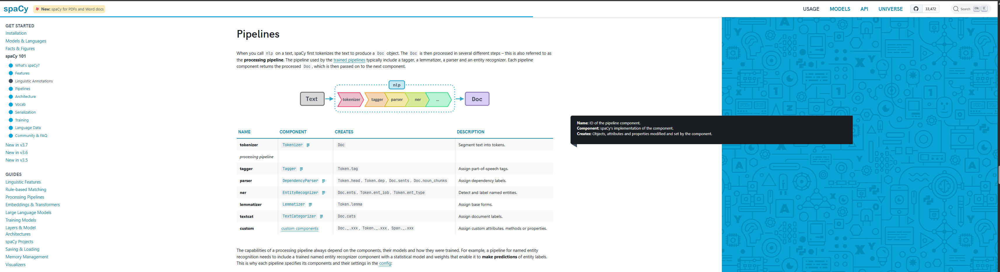 spaCy
New: spaCy for PDFs and Word docs
USAGE MODELS API UNIVERSE 33,472 Search CTRL K
GET STARTED
Installation
Models & Languages
Facts & Figures
spaCy 101
What's spaCy?
Features
Linguistic Annotations
Pipelines
Architecture
Vocab
Serialization
Training
Language Data
Community & FAQ
New in v3.7
New in v3.6
New in v3.5
GUIDES
Linguistic Features
Rule-based Matching
Processing Pipelines
Embeddings & Transformers
Large Language Models
Training Models
Layers & Model
Architectures
spaCy Projects
Saving & Loading
Memory Management
Visualizers
Pipelines
When you call nlp on a text, spaCy first tokenizes the text to produce a Doc object. The Doc is then processed in several different steps – this is also referred to as
the processing pipeline. The pipeline used by the trained pipelines typically include a tagger, a lemmatizer, a parser and an entity recognizer. Each pipeline
component returns the processed Doc, which is then passed on to the next component.
nlp
Text tokenizer tagger parser ner ... Doc
NAME COMPONENT CREATES DESCRIPTION
tokenizer Tokenizer Doc Segment text into tokens.
processing pipeline
tagger Tagger Token.tag Assign part-of-speech tags.
parser DependencyParser Token.head, Token.dep, Doc.sents, Doc.noun_chunks Assign dependency labels.
ner EntityRecognizer Doc.ents, Token.ent_iob, Token.ent_type Detect and label named entities.
lemmatizer Lemmatizer Token.lemma Assign base forms.
textcat TextCategorizer Doc.cats Assign document labels.
custom custom components Doc._.xxx, Token._.xxx, Span._.xxx Assign custom attributes, methods or properties.
The capabilities of a processing pipeline always depend on the components, their models and how they were trained. For example, a pipeline for named entity
recognition needs to include a trained named entity recognizer component with a statistical model and weights that enable it to make predictions of entity labels.
This is why each pipeline specifies its components and their settings in the config:
Name: ID of the pipeline component.
Component: spaCy's implementation of the component.
Creates: Objects, attributes and properties modified and set by the component.